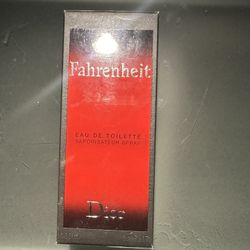 Fahrenheit
EAU DE TOILETTE
VAPORISATEUR SPRAY
Dior